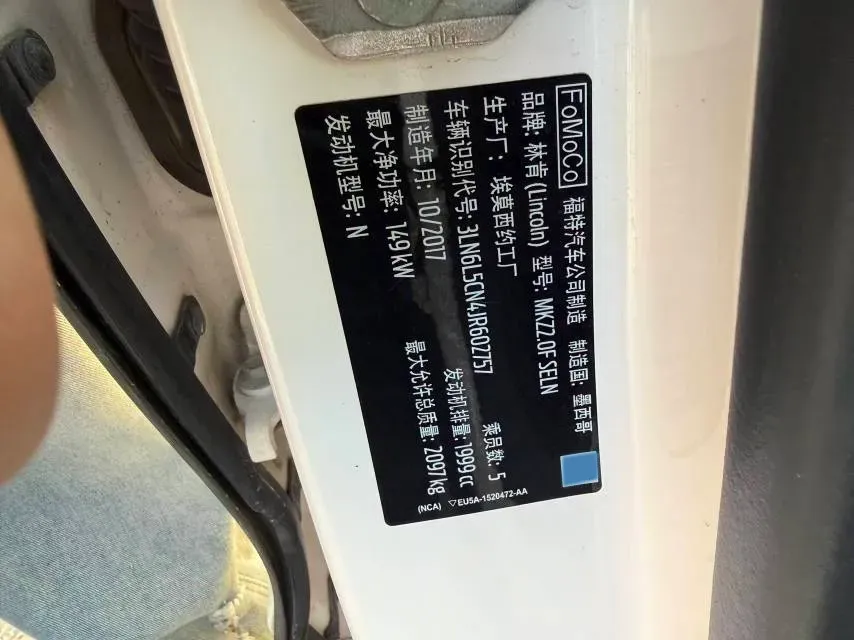 FoMoCo 福特汽车公司制造 制造国: 墨西哥
品牌: 林肯 (Lincoln) 型号: MKZ2.0F SELN
生产厂: 埃莫西约工厂 乘员数: 5
车辆识别代号: 3LN6L5CN4JR602757 发动机排量: 1999 cc
制造年月: 10/2017 最大允许总质量: 2097 kg
最大净功率: 149 kW
发动机型号: N
(NCA) ▽EU5A-1520472-AA